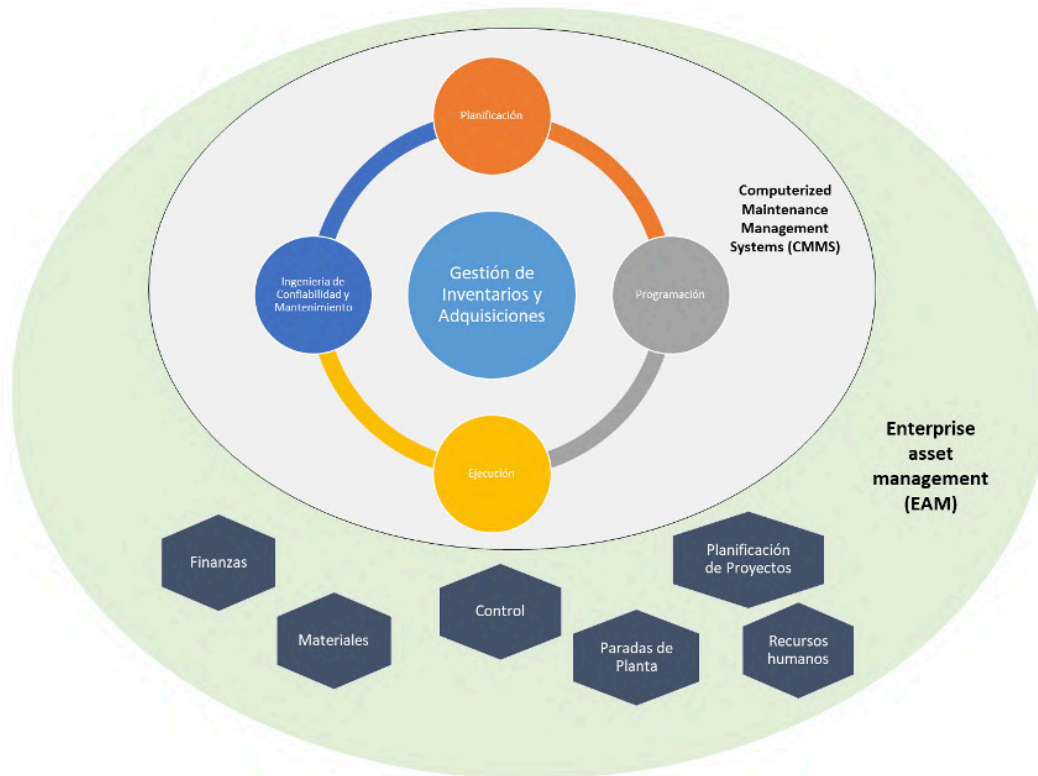 Planificación
Computerized
Maintenance
Management
Systems (CMMS)
Ingenieria de
Confiabilidad y
Mantenimiento
Gestión de
Inventarios y
Adquisiciones
Programación
Ejecución
Enterprise
asset
management
(EAM)
Finanzas
Materiales
Control
Paradas de
Planta
Planificación
de Proyectos
Recursos
humanos